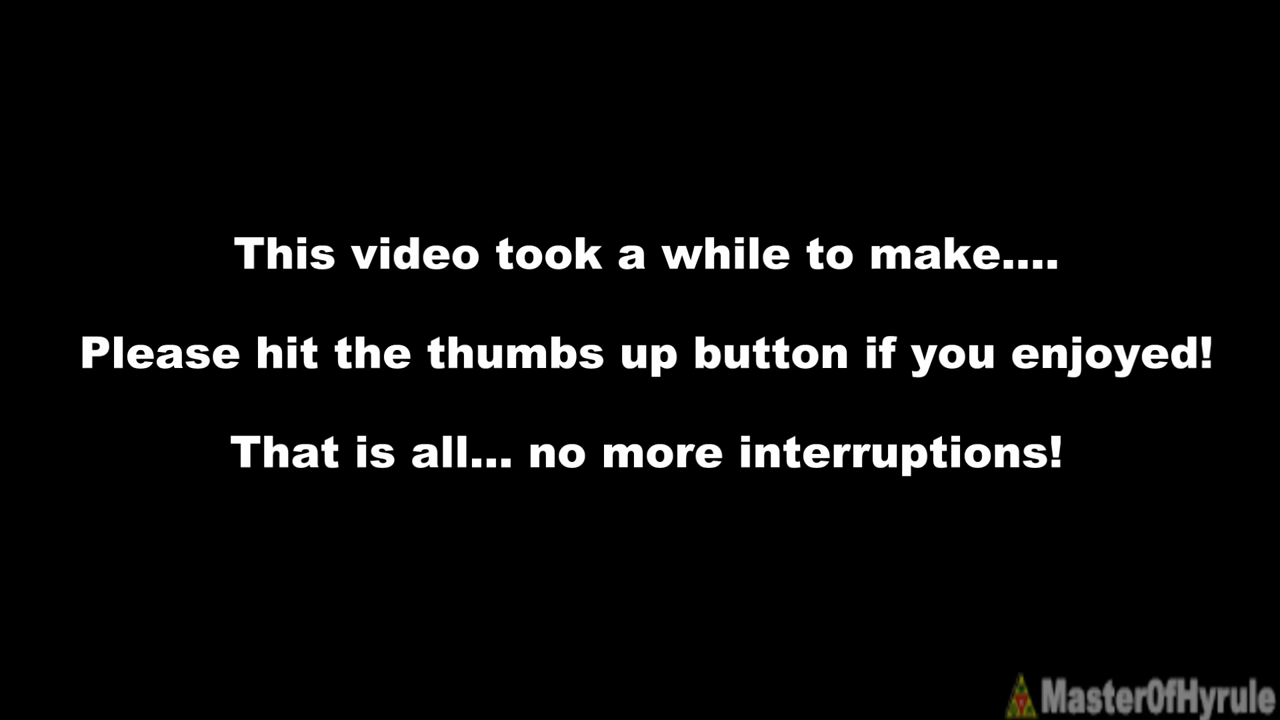 This video took a while to make....
Please hit the thumbs up button if you enjoyed!
That is all... no more interruptions!
MasterOfHyrule